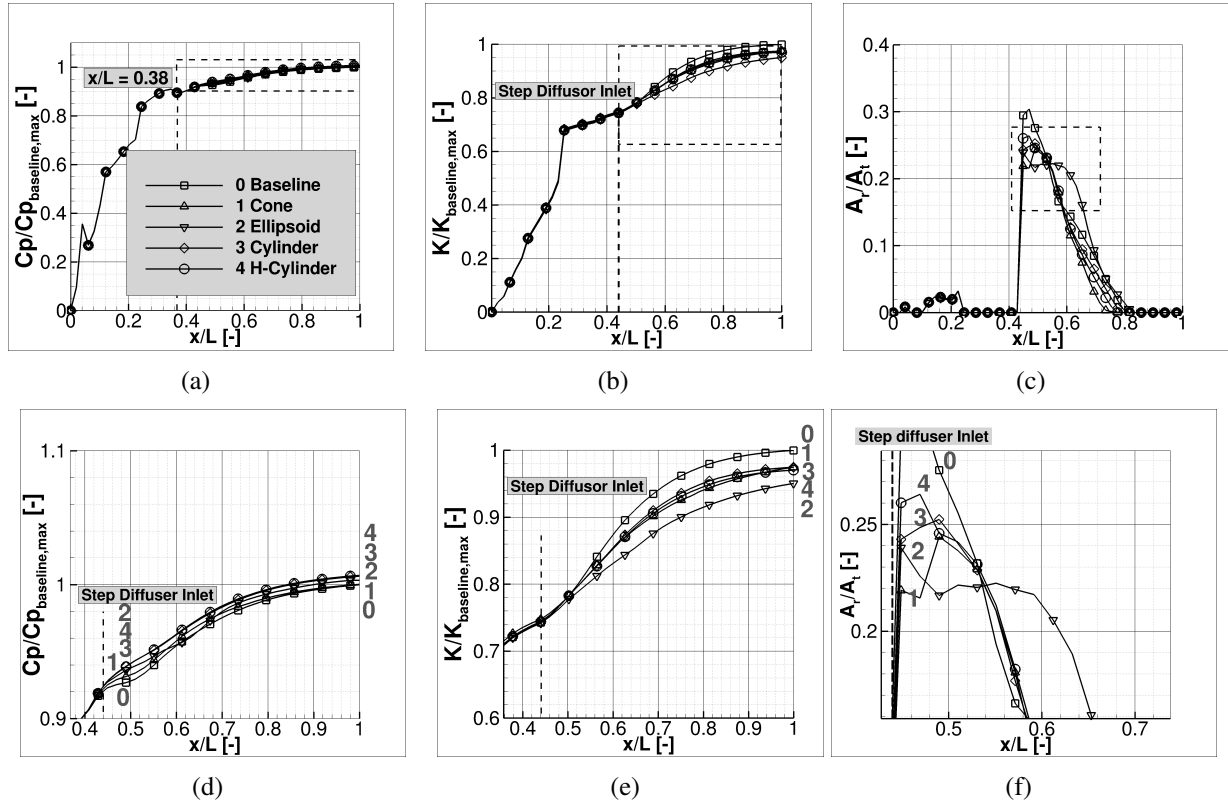 Cp/Cp_baseline,max [-]
1
0.8
0.6
0.4
0.2
0
x/L = 0.38
0 Baseline
1 Cone
2 Ellipsoid
3 Cylinder
4 H-Cylinder
0 0.2 0.4 0.6 0.8 1
x/L [-]
(a)
K/K_baseline,max [-]
1
0.8
0.6
0.4
0.2
0
Step Diffusor Inlet
0 0.2 0.4 0.6 0.8 1
x/L [-]
(b)
A_r/A_t [-]
0.4
0.3
0.2
0.1
0
0 0.2 0.4 0.6 0.8 1
x/L [-]
(c)
Cp/Cp_baseline,max [-]
1.1
1
0.9
Step Diffuser Inlet
2
4
3
1
0
4
3
2
1
0
0.4 0.5 0.6 0.7 0.8 0.9 1
x/L [-]
(d)
K/K_baseline,max [-]
1
0.9
0.8
0.7
0.6
Step Diffusor Inlet
0
1
3
4
2
0.4 0.5 0.6 0.7 0.8 0.9 1
x/L [-]
(e)
Step diffuser Inlet
A_r/A_t [-]
0.25
0.2
0
4
3
2
1
0.5 0.6 0.7
x/L [-]
(f)